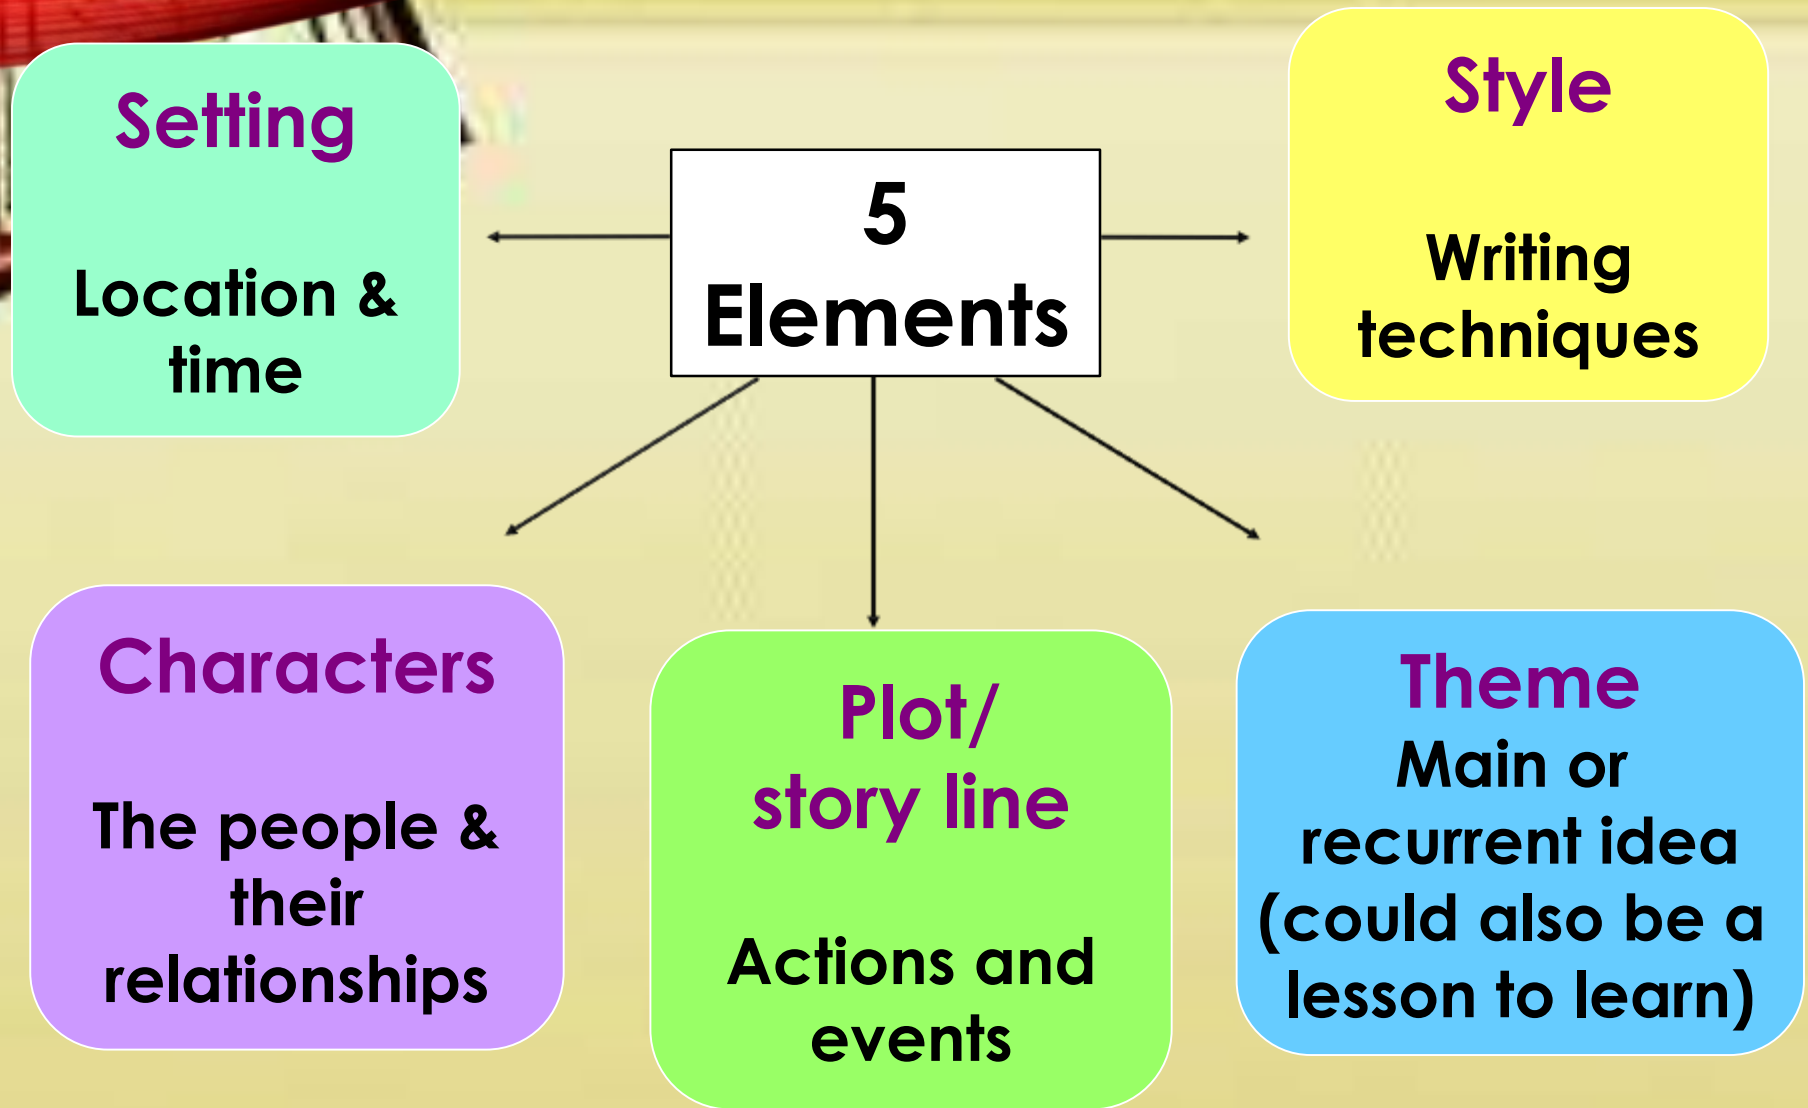 Setting
Location &
time
5
Elements
Style
Writing
techniques
Characters
The people &
their
relationships
Plot/
story line
Actions and
events
Theme
Main or
recurrent idea
(could also be a
lesson to learn)